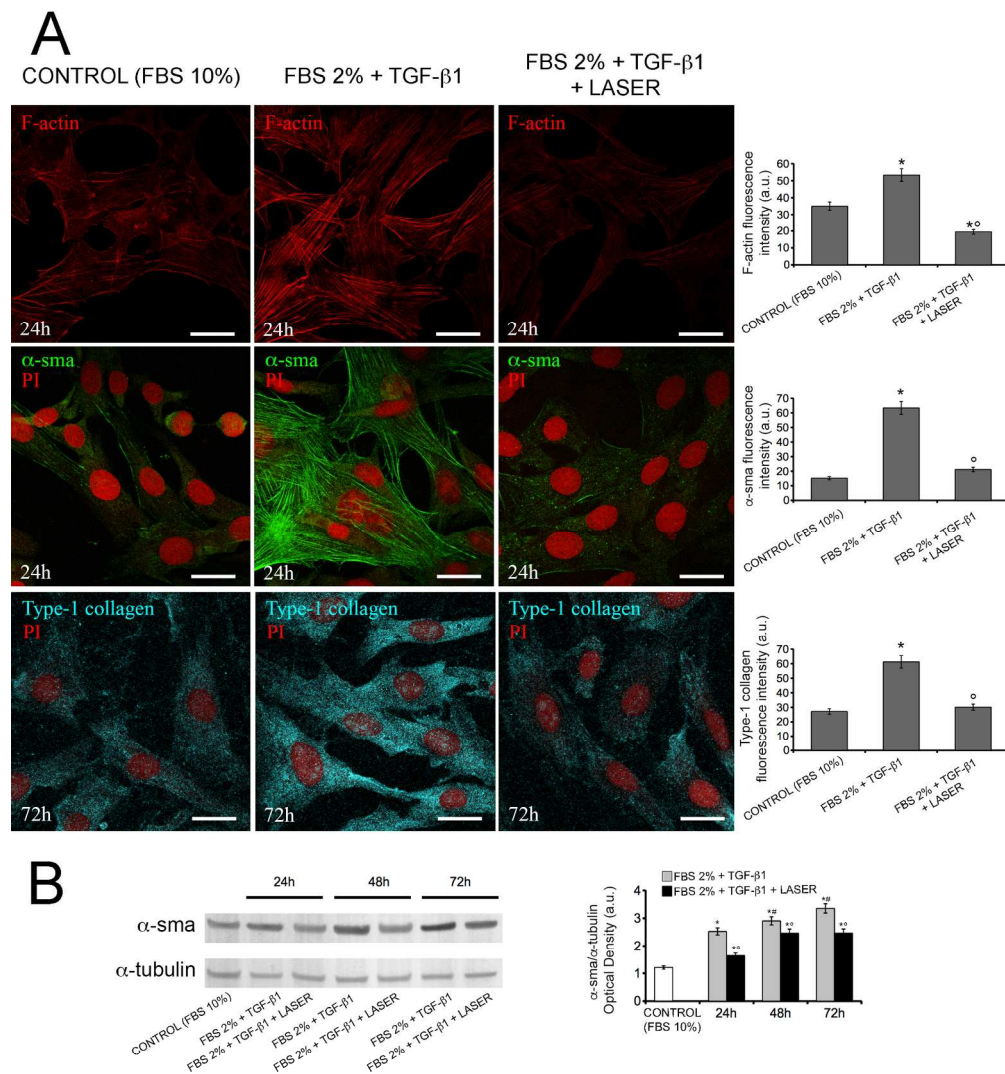 A
CONTROL (FBS 10%)
FBS 2% + TGF-β1
FBS 2% + TGF-β1
+ LASER
F-actin
24h
F-actin
24h
F-actin
24h
F-actin fluorescence
intensity (a.u.)
60
50
40
30
20
10
0
*
*°
CONTROL (FBS 10%)
FBS 2% + TGF-β1
FBS 2% + TGF-β1
+ LASER
α-sma
PI
24h
α-sma
PI
24h
α-sma
PI
24h
α-sma fluorescence
intensity (a.u.)
70
60
50
40
30
20
10
0
*
°
CONTROL (FBS 10%)
FBS 2% + TGF-β1
FBS 2% + TGF-β1
+ LASER
Type-1 collagen
PI
72h
Type-1 collagen
PI
72h
Type-1 collagen
PI
72h
Type-1 collagen
fluorescence intensity (a.u.)
70
60
50
40
30
20
10
0
*
°
CONTROL (FBS 10%)
FBS 2% + TGF-β1
FBS 2% + TGF-β1
+ LASER
B
24h
48h
72h
α-sma
α-tubulin
CONTROL (FBS 10%)
FBS 2% + TGF-β1
FBS 2% + TGF-β1 + LASER
FBS 2% + TGF-β1
FBS 2% + TGF-β1 + LASER
FBS 2% + TGF-β1
FBS 2% + TGF-β1 + LASER
FBS 2% + TGF-β1
FBS 2% + TGF-β1 + LASER
α-sma/α-tubulin
Optical Density (a.u.)
4
3
2
1
0
*
*°
*#
*°
*#
*°
CONTROL
(FBS 10%)
24h
48h
72h